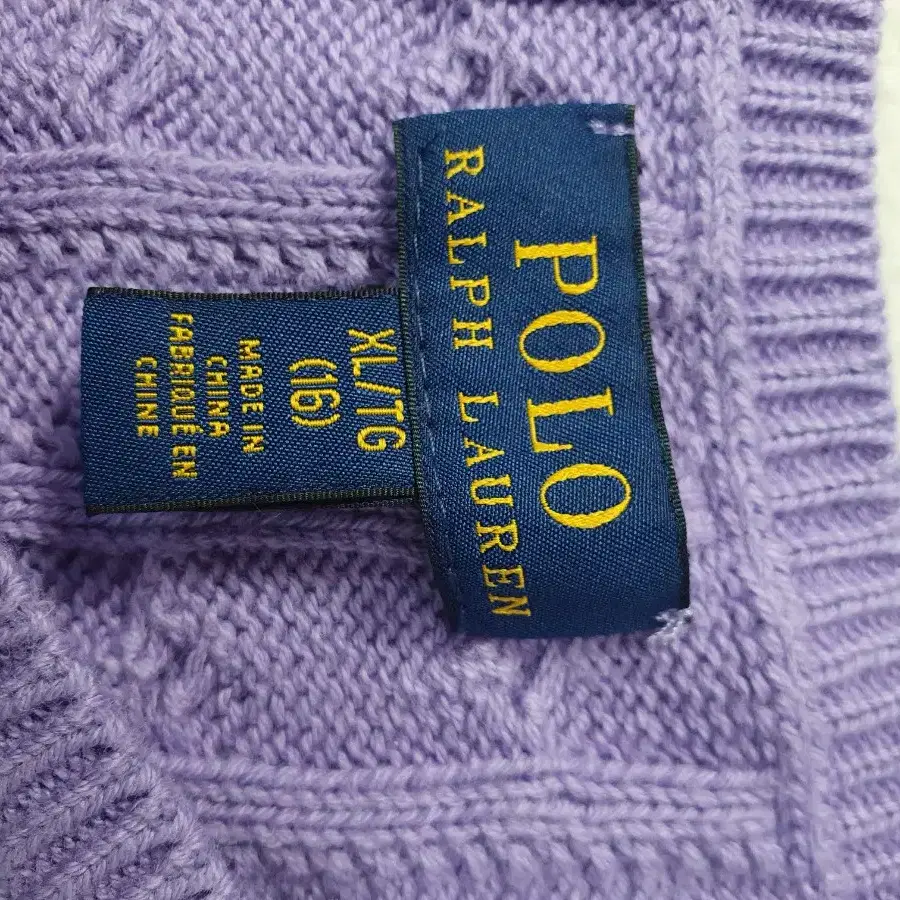 POLO
RALPH LAUREN
XL/TG
(16)
MADE IN
CHINA
FABRIQUÉ EN
CHINE